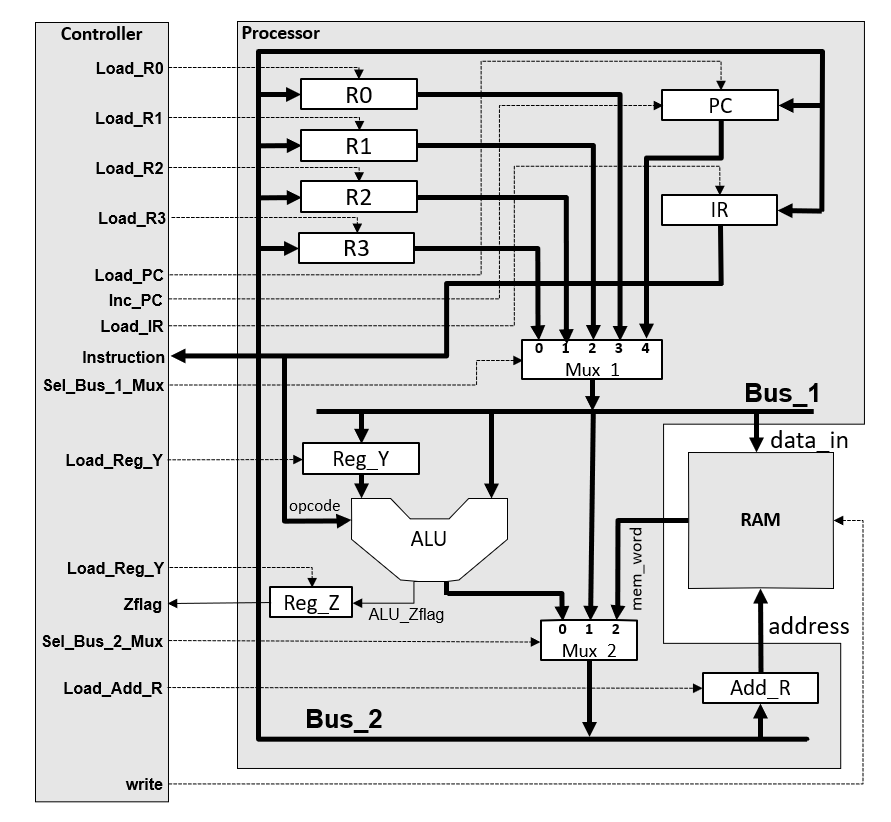 Controller
Processor
Load_R0
R0
PC
Load_R1
R1
Load_R2
R2
IR
Load_R3
R3
Load_PC
Inc_PC
Load_IR
Instruction
0 1 2 3 4
Mux_1
Sel_Bus_1_Mux
Bus_1
data_in
Load_Reg_Y
Reg_Y
opcode
ALU
RAM
mem_word
Load_Reg_Y
Zflag
Reg_Z
ALU_Zflag
0 1 2
Mux_2
address
Sel_Bus_2_Mux
Load_Add_R
Add_R
Bus_2
write